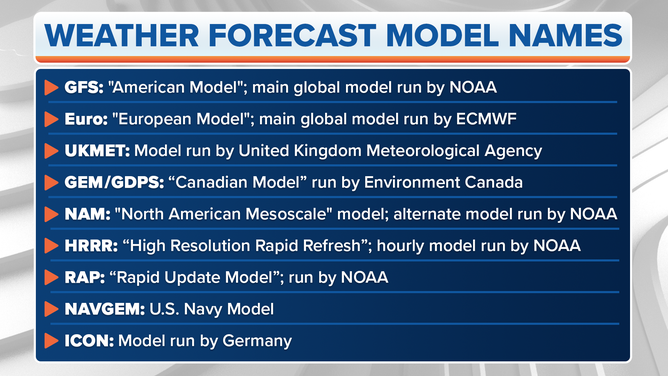 WEATHER FORECAST MODEL NAMES
GFS: "American Model"; main global model run by NOAA
Euro: "European Model"; main global model run by ECMWF
UKMET: Model run by United Kingdom Meteorological Agency
GEM/GDPS: “Canadian Model” run by Environment Canada
NAM: "North American Mesoscale" model; alternate model run by NOAA
HRRR: “High Resolution Rapid Refresh”; hourly model run by NOAA
RAP: “Rapid Update Model”; run by NOAA
NAVGEM: U.S. Navy Model
ICON: Model run by Germany